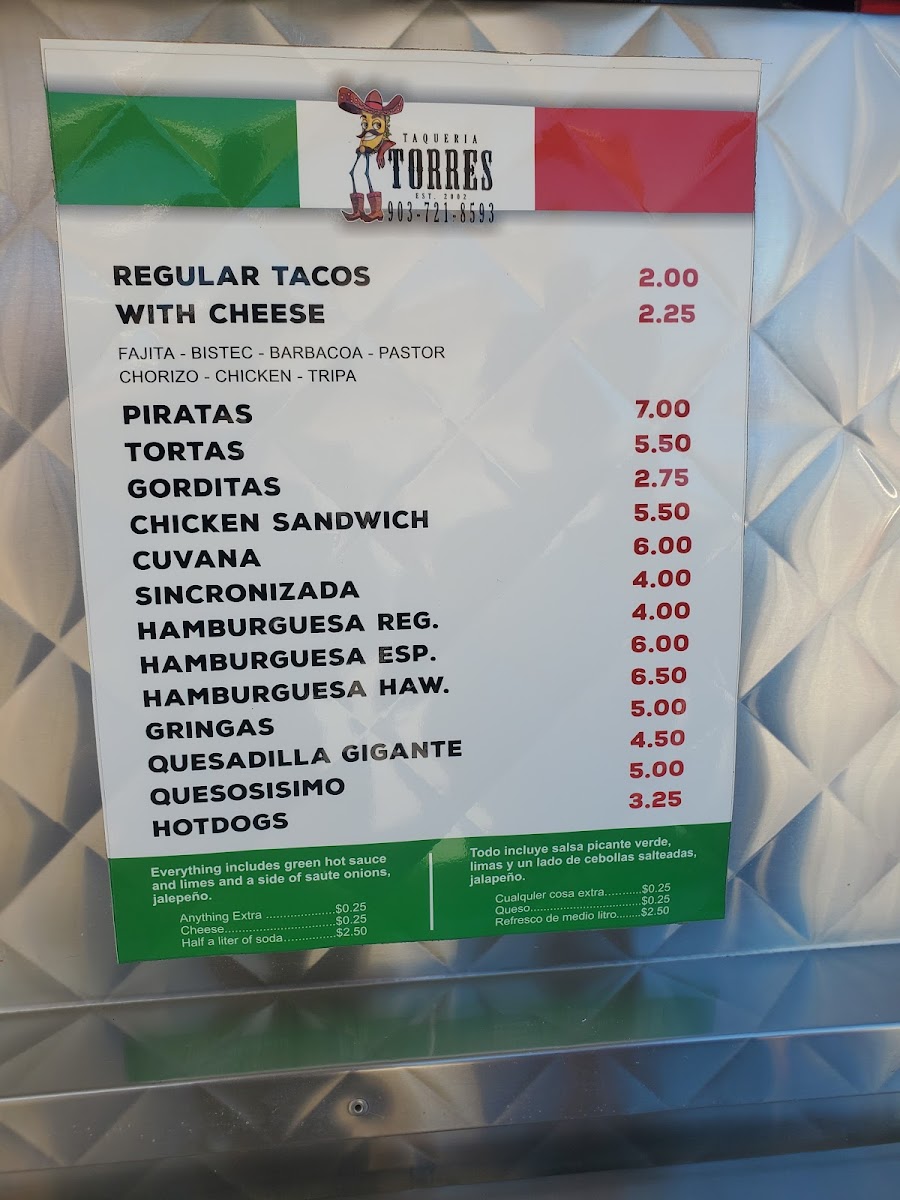 TAQUERIA
TORRES
EST. 2002
903-721-8593
REGULAR TACOS 2.00
WITH CHEESE 2.25
FAJITA - BISTEC - BARBACOA - PASTOR
CHORIZO - CHICKEN - TRIPA
PIRATAS 7.00
TORTAS 5.50
GORDITAS 2.75
CHICKEN SANDWICH 5.50
CUVANA 6.00
SINCRONIZADA 4.00
HAMBURGUESA REG. 4.00
HAMBURGUESA ESP. 6.00
HAMBURGUESA HAW. 6.50
GRINGAS 5.00
QUESADILLA GIGANTE 4.50
QUESOSISIMO 5.00
HOTDOGS 3.25
Everything includes green hot sauce
and limes and a side of saute onions,
jalepeño.
Anything Extra ....................$0.25
Cheese................................$0.25
Half a liter of soda...............$2.50
Todo incluye salsa picante verde,
limas y un lado de cebollas salteadas,
jalapeño.
Cualquler cosa extra...........$0.25
Queso.................................$0.25
Refresco de medio litro.......$2.50